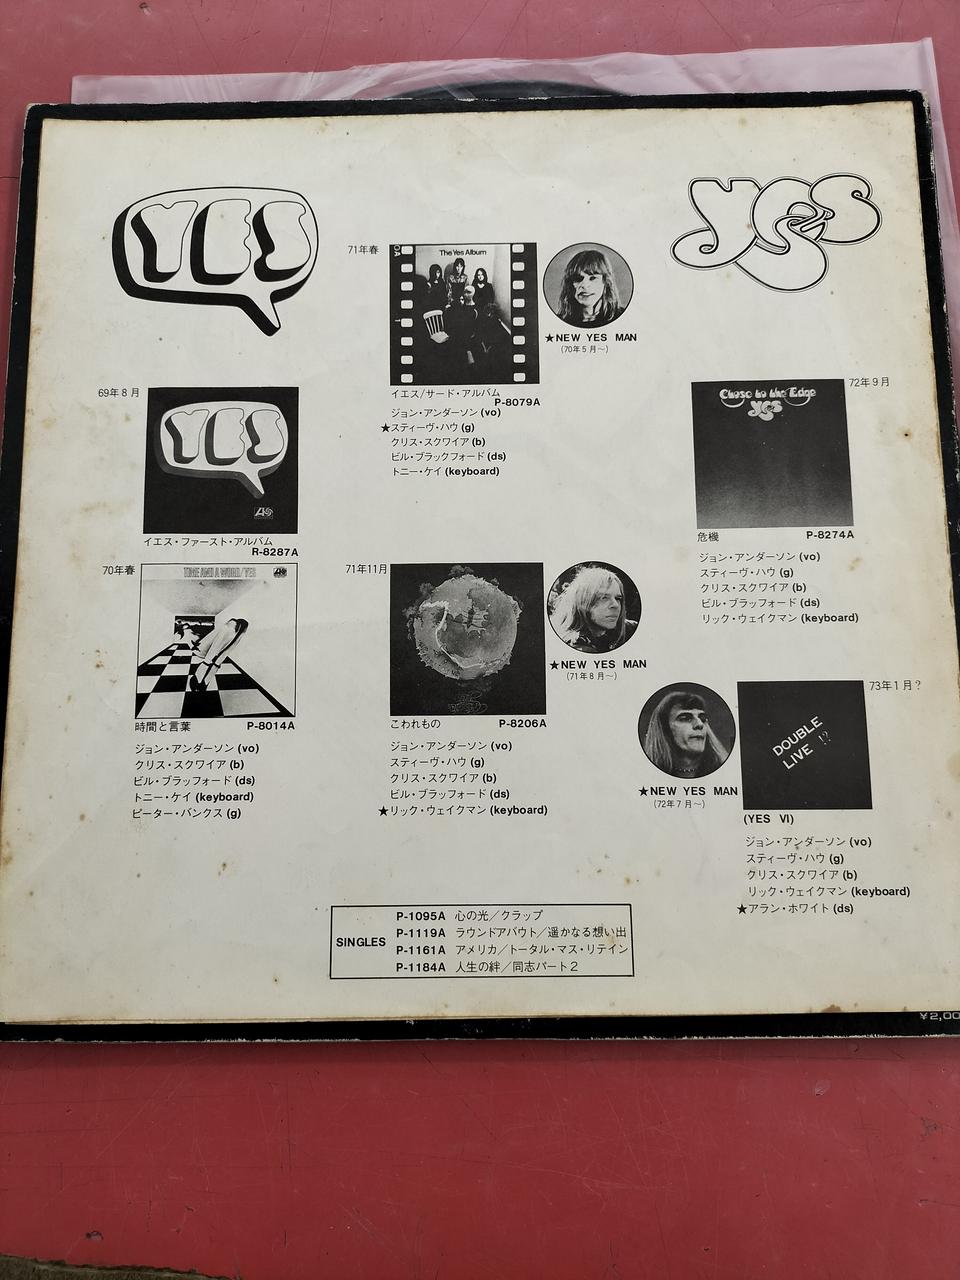 YES
yes
71年春
The Yes Album
★NEW YES MAN
(70年5月～)
イエス/サード・アルバム
P-8079A
ジョン・アンダーソン (vo)
★スティーヴ・ハウ (g)
クリス・スクワイア (b)
ビル・ブラックフォード (ds)
トニー・ケイ (keyboard)
69年8月
YES
イエス・ファースト・アルバム
R-8287A
72年9月
Close to the Edge
yes
危機 P-8274A
ジョン・アンダーソン (vo)
スティーヴ・ハウ (g)
クリス・スクワイア (b)
ビル・ブラッフォード (ds)
リック・ウェイクマン (keyboard)
70年春
TIME AND A WORD/YES
時間と言葉 P-8014A
ジョン・アンダーソン (vo)
クリス・スクワイア (b)
ビル・ブラッフォード (ds)
トニー・ケイ (keyboard)
ピーター・バンクス (g)
71年11月
★NEW YES MAN
(71年8月～)
こわれもの P-8206A
ジョン・アンダーソン (vo)
スティーヴ・ハウ (g)
クリス・スクワイア (b)
ビル・ブラッフォード (ds)
★リック・ウェイクマン (keyboard)
73年1月?
DOUBLE
LIVE !?
★NEW YES MAN
(72年7月～)
(YES VI)
ジョン・アンダーソン (vo)
スティーヴ・ハウ (g)
クリス・スクワイア (b)
リック・ウェイクマン (keyboard)
★アラン・ホワイト (ds)
SINGLES
P-1095A 心の光／クラップ
P-1119A ラウンドアバウト／遥かなる想い出
P-1161A アメリカ／トータル・マス・リテイン
P-1184A 人生の絆／同志パート2
¥2,00